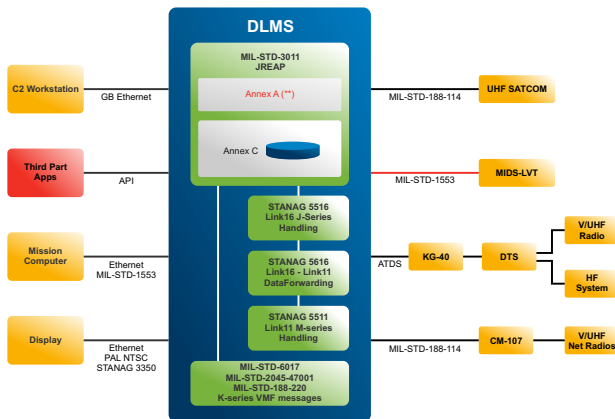 DLMS
MIL-STD-3011
JREAP
Annex A (**)
Annex C
C2 Workstation
GB Ethernet
MIL-STD-188-114
UHF SATCOM
Third Part
Apps
API
MIL-STD-1553
MIDS-LVT
STANAG 5516
Link16 J-Series
Handling
Mission
Computer
Ethernet
MIL-STD-1553
STANAG 5616
Link16 - Link11
DataForwarding
ATDS
KG-40
DTS
V/UHF
Radio
HF
System
Display
Ethernet
PAL NTSC
STANAG 3350
STANAG 5511
Link11 M-series
Handling
MIL-STD-188-114
CM-107
V/UHF
Net Radios
MIL-STD-6017
MIL-STD-2045-47001
MIL-STD-188-220
K-series VMF messages